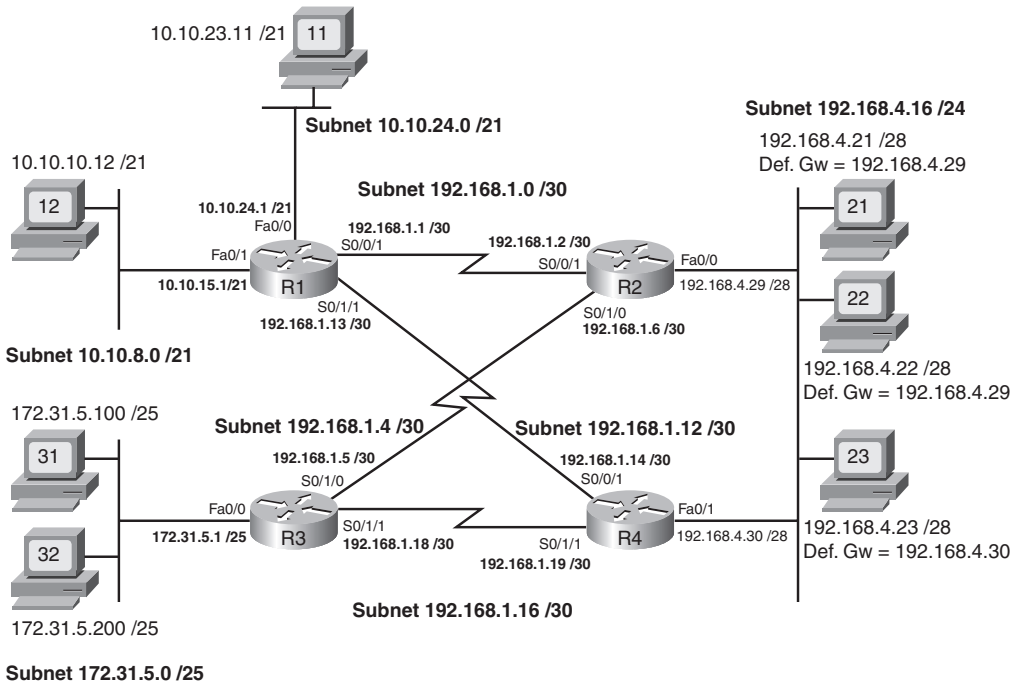 10.10.23.11 /21
11
Subnet 10.10.24.0 /21
Subnet 192.168.4.16 /24
192.168.4.21 /28
Def. Gw = 192.168.4.29
10.10.10.12 /21
12
Subnet 192.168.1.0 /30
21
10.10.24.1 /21
Fa0/0
192.168.1.1 /30
S0/0/1
192.168.1.2 /30
S0/0/1
Fa0/1
10.10.15.1/21
R1
R2
Fa0/0
192.168.4.29 /28
22
S0/1/1
192.168.1.13 /30
S0/1/0
192.168.1.6 /30
Subnet 10.10.8.0 /21
192.168.4.22 /28
Def. Gw = 192.168.4.29
172.31.5.100 /25
31
Subnet 192.168.1.4 /30
Subnet 192.168.1.12 /30
192.168.1.5 /30
S0/1/0
192.168.1.14 /30
S0/0/1
23
Fa0/0
172.31.5.1 /25
R3
S0/1/1
192.168.1.18 /30
S0/1/1
192.168.1.19 /30
R4
Fa0/1
192.168.4.30 /28
192.168.4.23 /28
Def. Gw = 192.168.4.30
32
172.31.5.200 /25
Subnet 192.168.1.16 /30
Subnet 172.31.5.0 /25